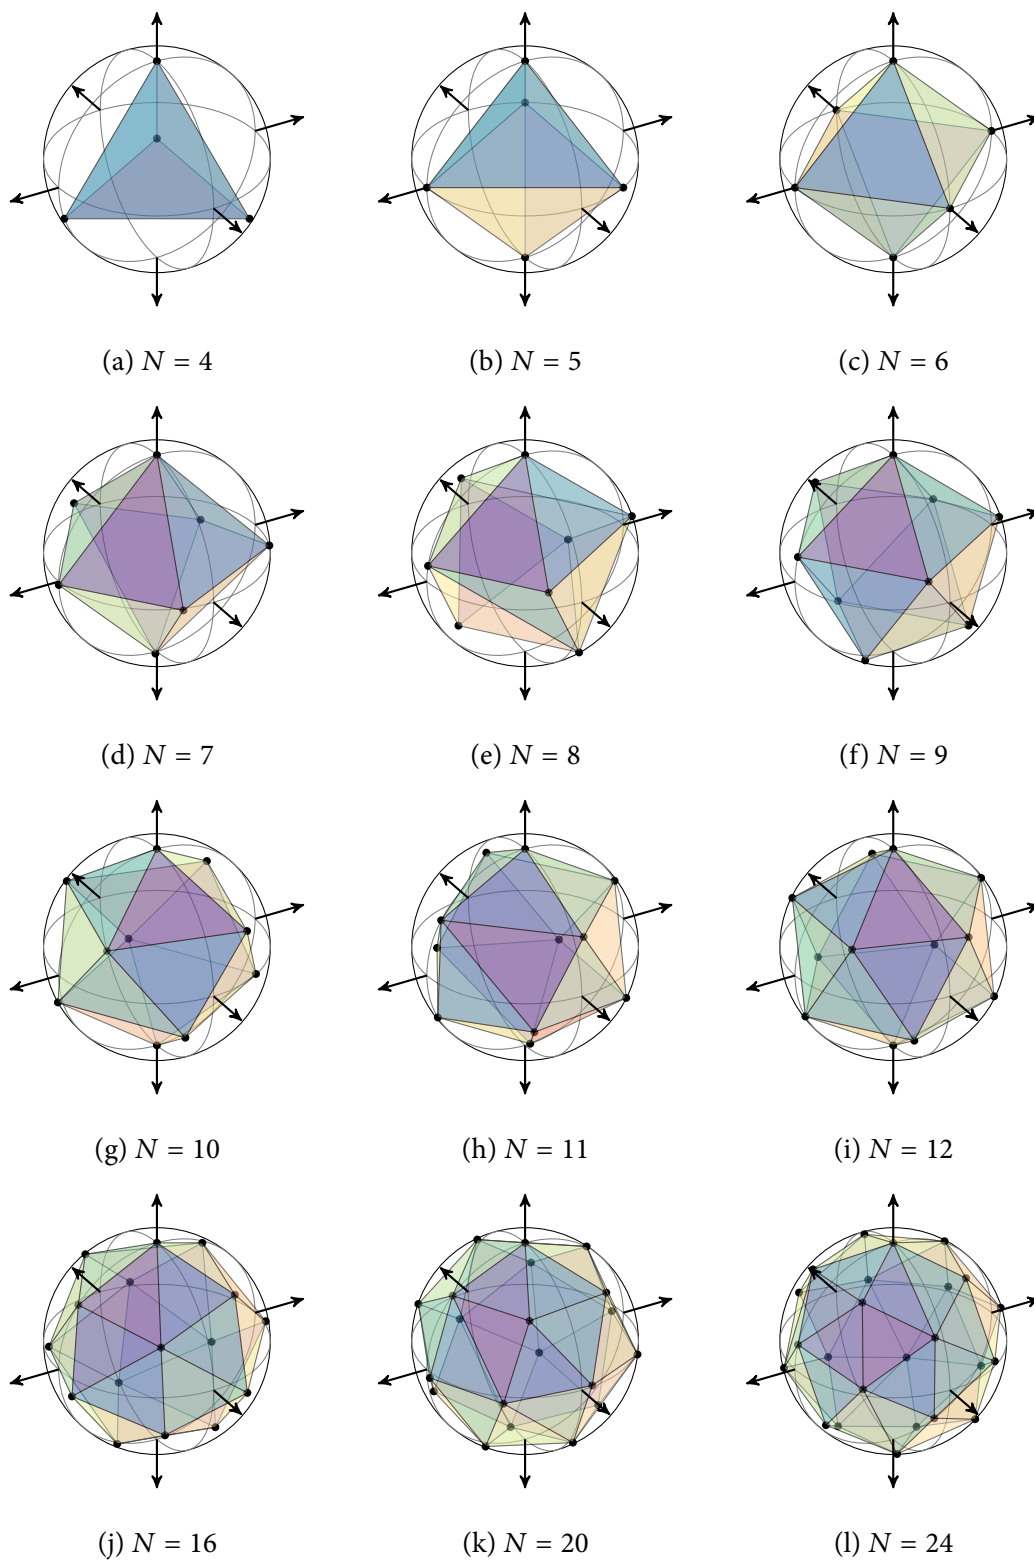 (a) N = 4
(b) N = 5
(c) N = 6
(d) N = 7
(e) N = 8
(f) N = 9
(g) N = 10
(h) N = 11
(i) N = 12
(j) N = 16
(k) N = 20
(l) N = 24